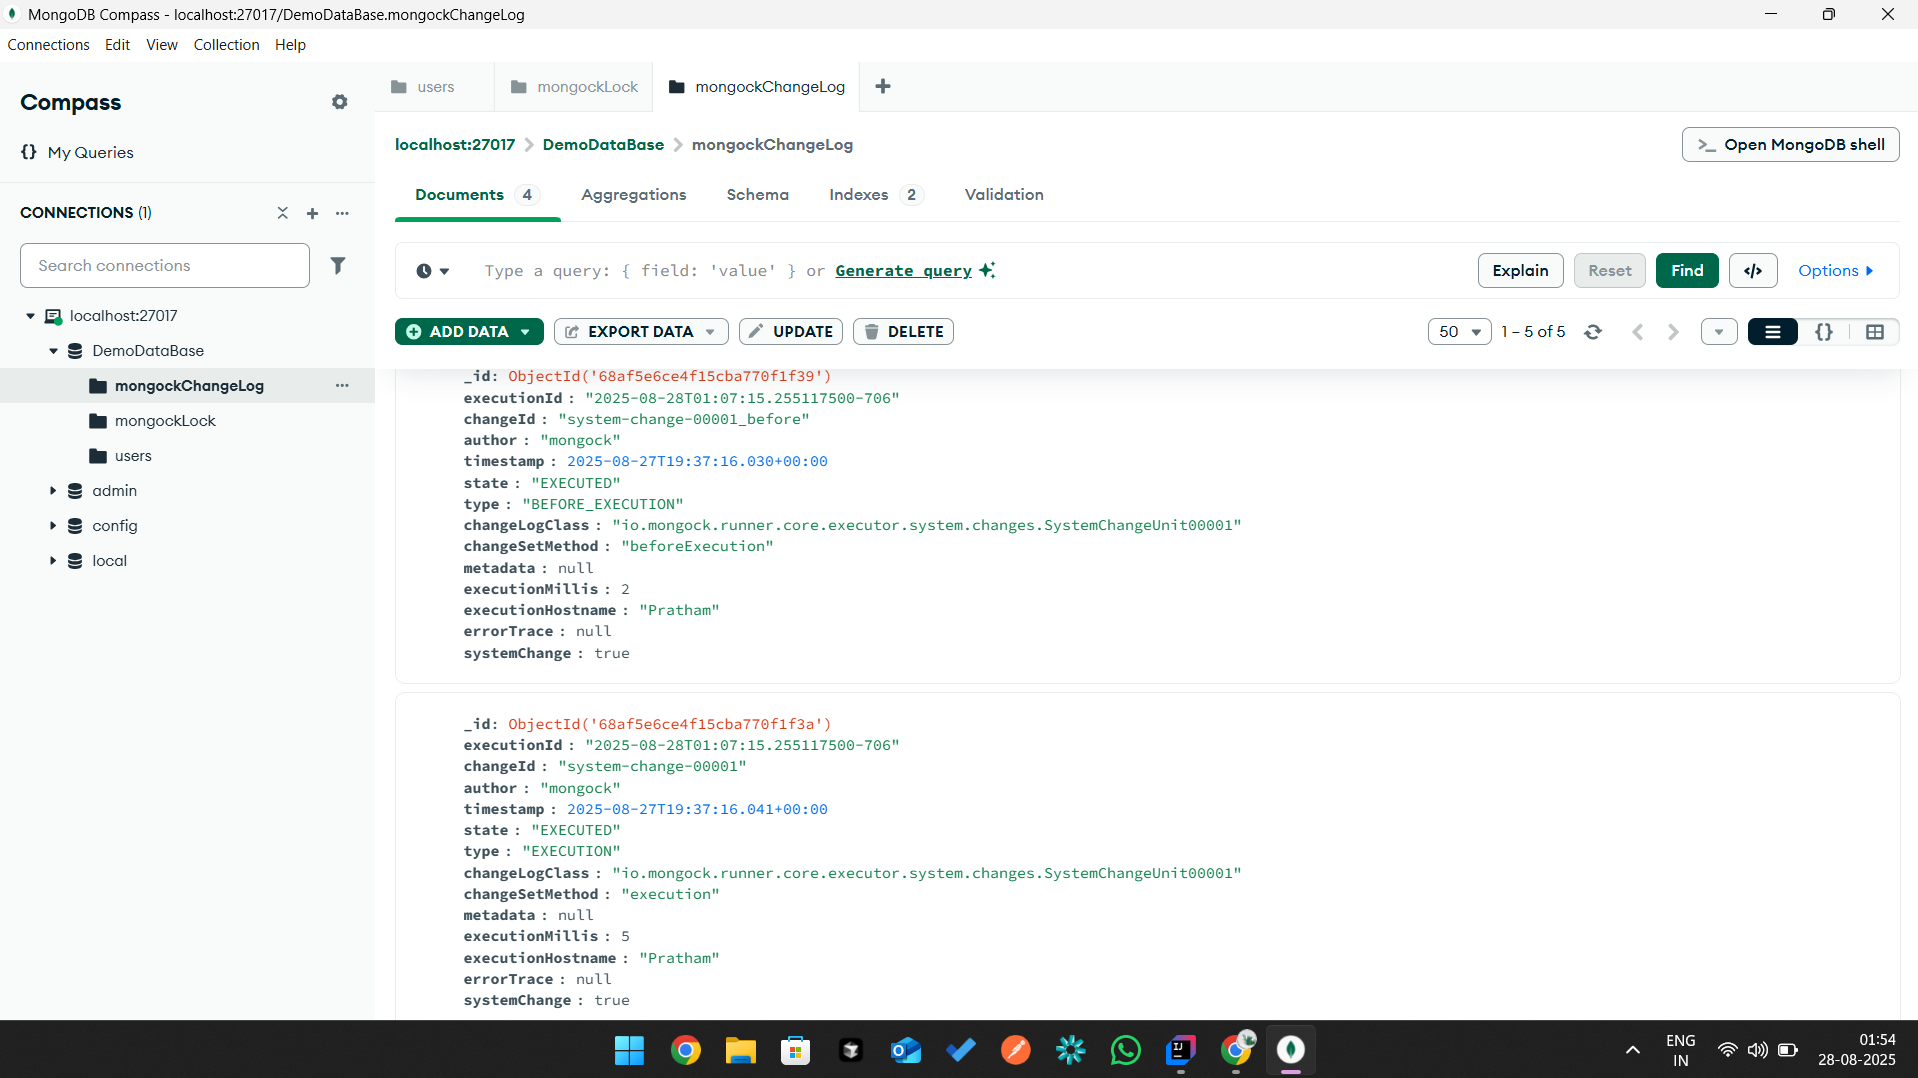 MongoDB Compass - localhost:27017/DemoDataBase.mongockChangeLog
Connections Edit View Collection Help
Compass
{} My Queries
CONNECTIONS (1)
Search connections
localhost:27017
DemoDataBase
mongockChangeLog
mongockLock
users
admin
config
local
users
mongockLock
mongockChangeLog
localhost:27017 > DemoDataBase > mongockChangeLog
>_ Open MongoDB shell
Documents 4 Aggregations Schema Indexes 2 Validation
Type a query: { field: 'value' } or Generate query
Explain Reset Find </> Options
ADD DATA EXPORT DATA UPDATE DELETE
50 1 – 5 of 5 {}
_id: ObjectId('68af5e6ce4f15cba770f1f39')
executionId : "2025-08-28T01:07:15.255117500-706"
changeId : "system-change-00001_before"
author : "mongock"
timestamp : 2025-08-27T19:37:16.030+00:00
state : "EXECUTED"
type : "BEFORE_EXECUTION"
changeLogClass : "io.mongock.runner.core.executor.system.changes.SystemChangeUnit00001"
changeSetMethod : "beforeExecution"
metadata : null
executionMillis : 2
executionHostname : "Pratham"
errorTrace : null
systemChange : true
_id: ObjectId('68af5e6ce4f15cba770f1f3a')
executionId : "2025-08-28T01:07:15.255117500-706"
changeId : "system-change-00001"
author : "mongock"
timestamp : 2025-08-27T19:37:16.041+00:00
state : "EXECUTED"
type : "EXECUTION"
changeLogClass : "io.mongock.runner.core.executor.system.changes.SystemChangeUnit00001"
changeSetMethod : "execution"
metadata : null
executionMillis : 5
executionHostname : "Pratham"
errorTrace : null
systemChange : true
ENG
IN
01:54
28-08-2025